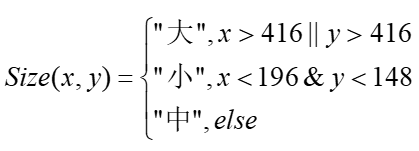 "大", x > 416 || y > 416
Size(x, y) = "小", x < 196 & y < 148
"中", else